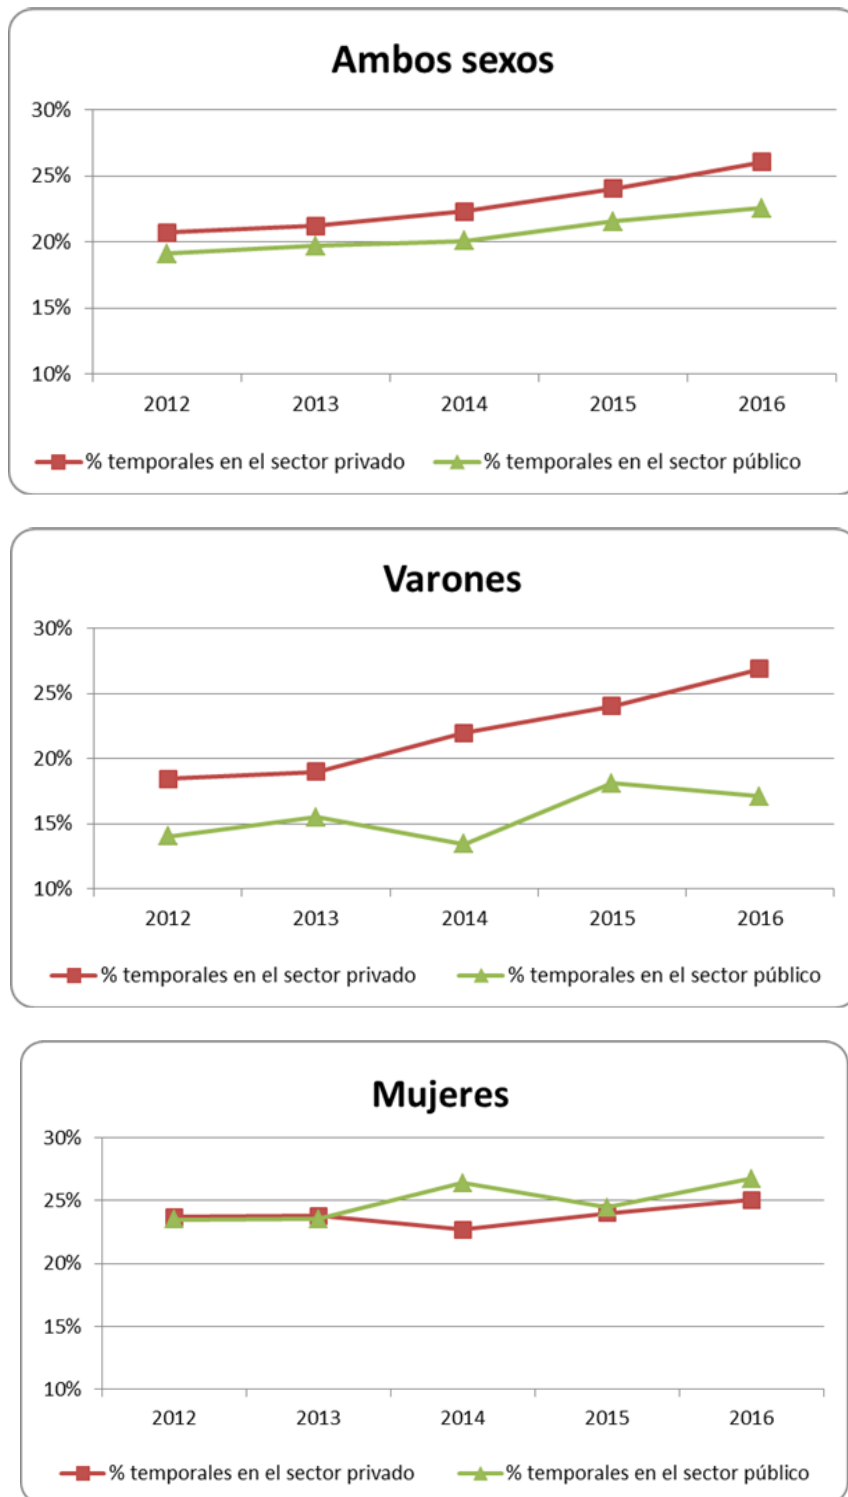 Ambos sexos
30%
25%
20%
15%
10%
2012 2013 2014 2015 2016
% temporales en el sector privado % temporales en el sector público
Varones
30%
25%
20%
15%
10%
2012 2013 2014 2015 2016
% temporales en el sector privado % temporales en el sector público
Mujeres
30%
25%
20%
15%
10%
2012 2013 2014 2015 2016
% temporales en el sector privado % temporales en el sector público